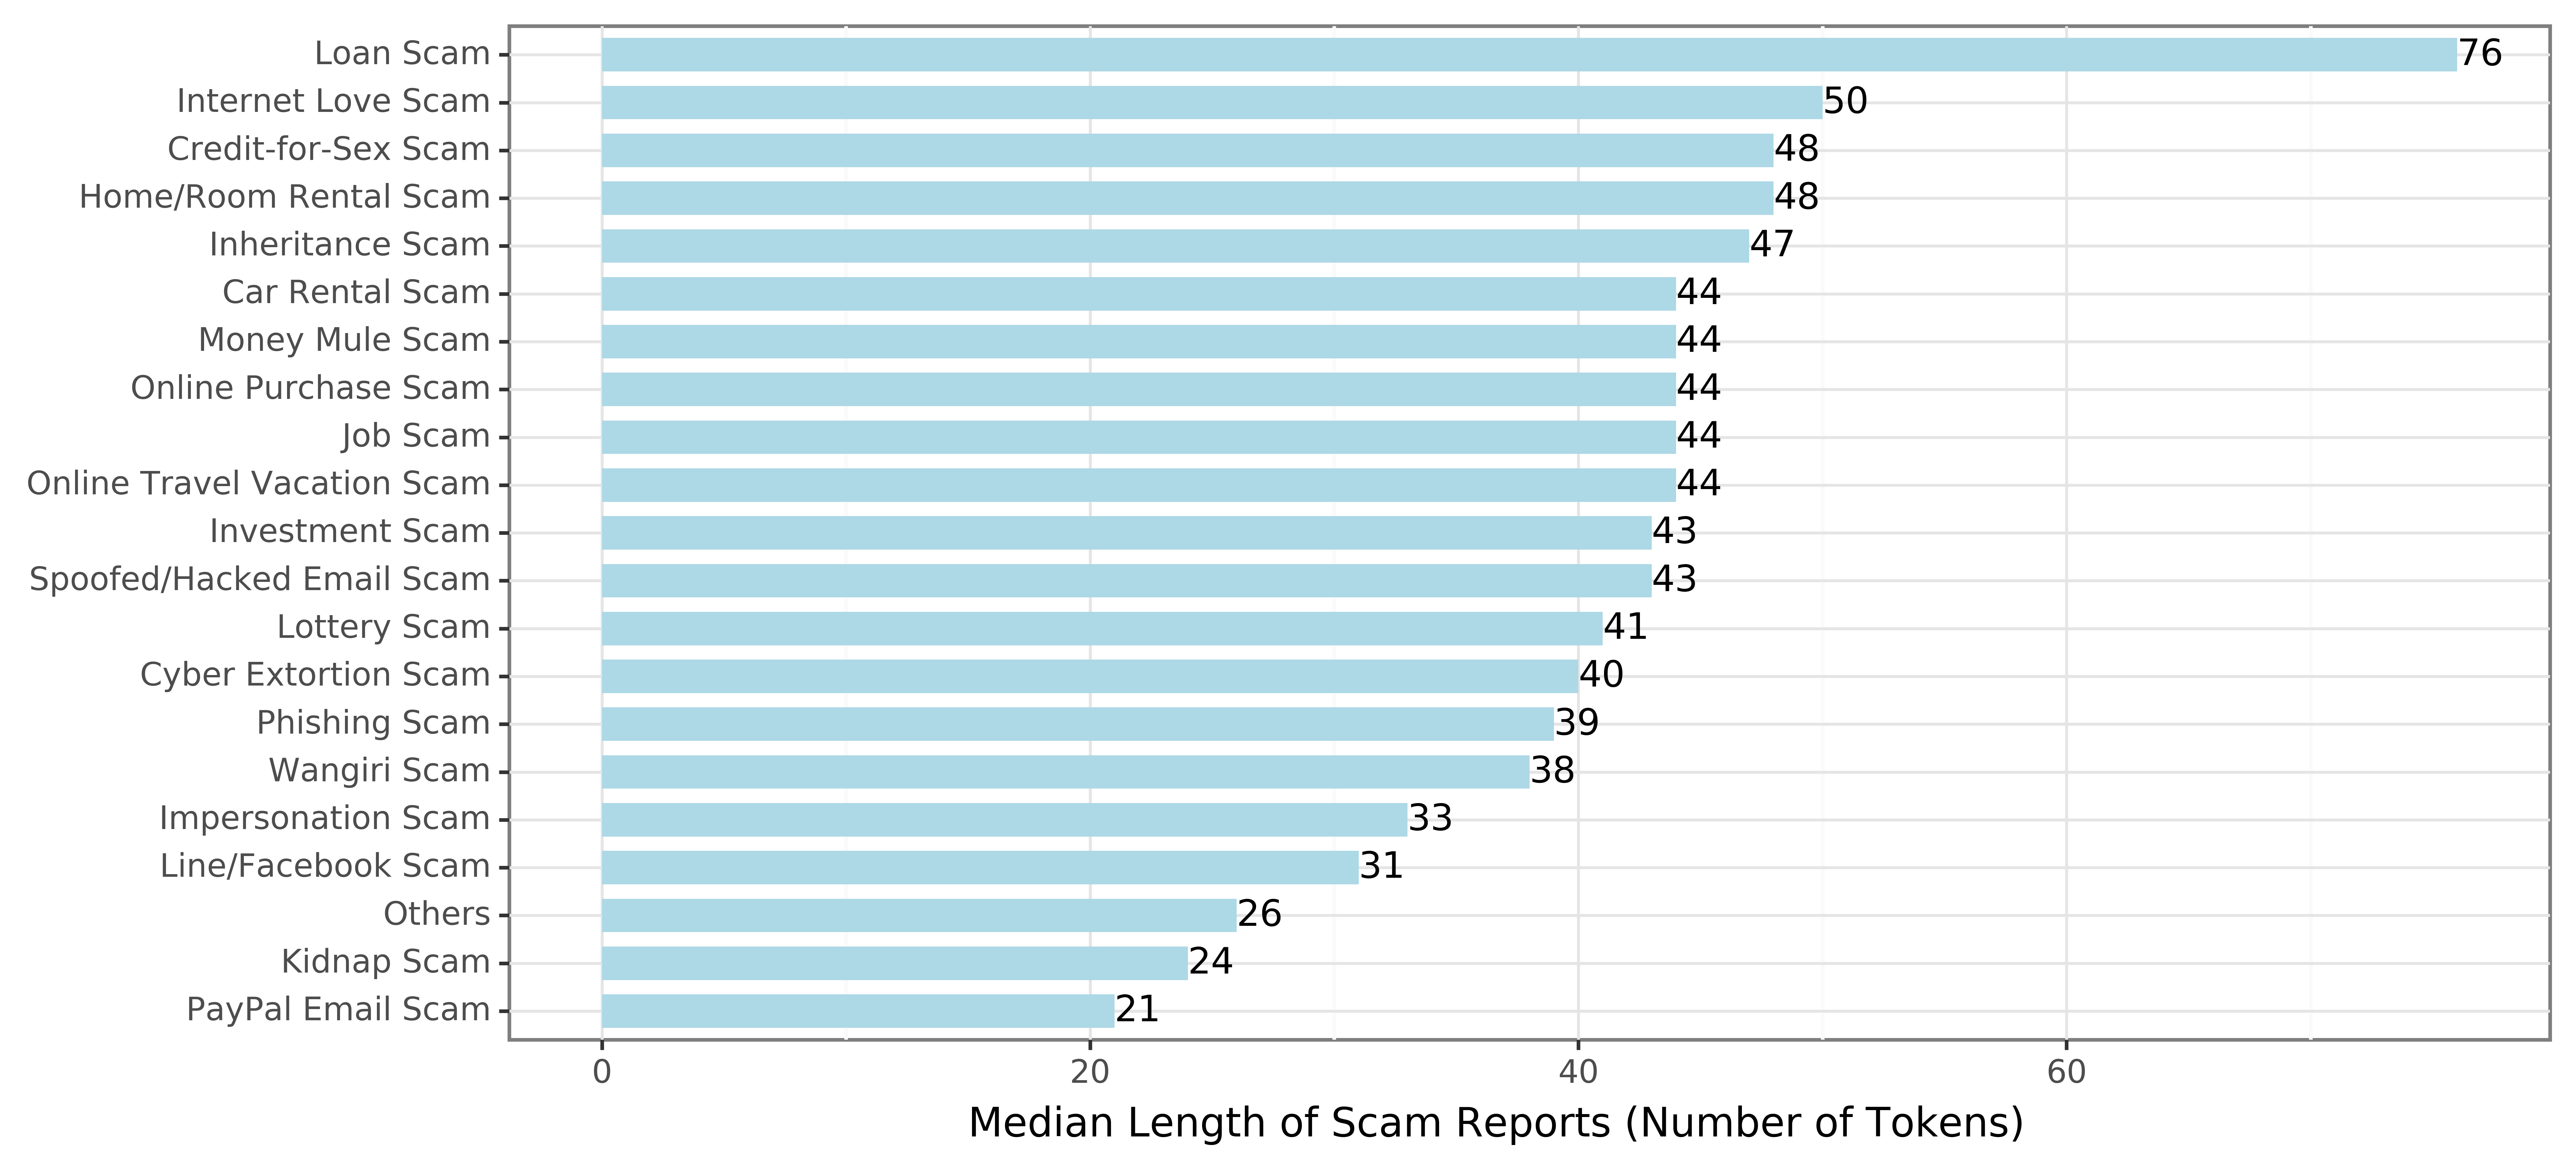 Loan Scam 76
Internet Love Scam 50
Credit-for-Sex Scam 48
Home/Room Rental Scam 48
Inheritance Scam 47
Car Rental Scam 44
Money Mule Scam 44
Online Purchase Scam 44
Job Scam 44
Online Travel Vacation Scam 44
Investment Scam 43
Spoofed/Hacked Email Scam 43
Lottery Scam 41
Cyber Extortion Scam 40
Phishing Scam 39
Wangiri Scam 38
Impersonation Scam 33
Line/Facebook Scam 31
Others 26
Kidnap Scam 24
PayPal Email Scam 21
0 20 40 60
Median Length of Scam Reports (Number of Tokens)